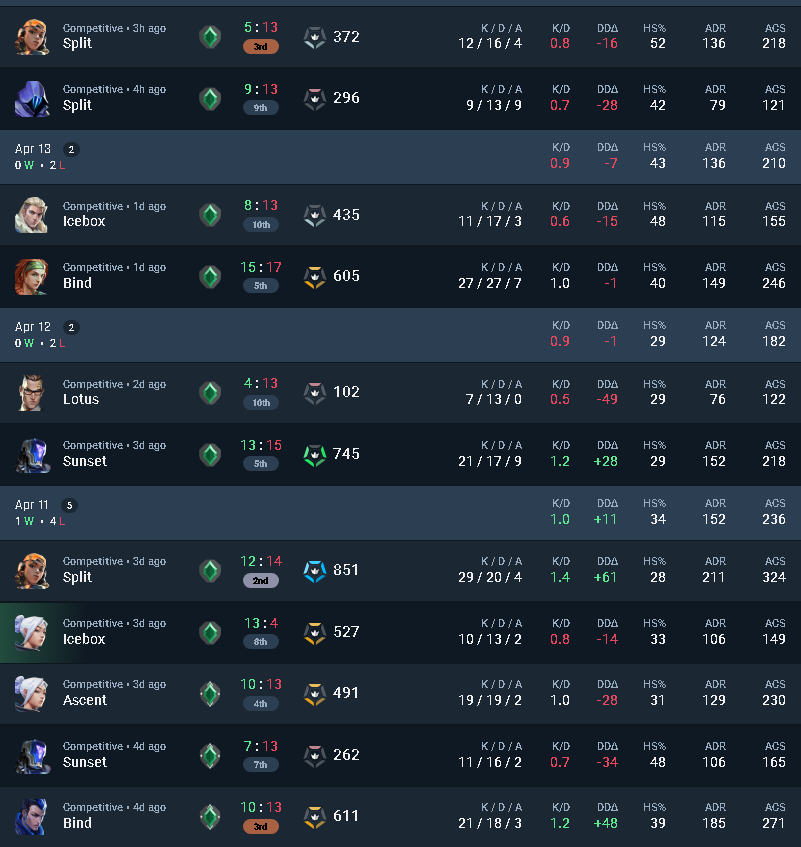 Competitive • 3h ago 5 : 13 K / D / A K/D DDΔ HS% ADR ACS
Split 3rd 372 12 / 16 / 4 0.8 -16 52 136 218
Competitive • 4h ago 9 : 13 K / D / A K/D DDΔ HS% ADR ACS
Split 9th 296 9 / 13 / 9 0.7 -28 42 79 121
Apr 13 2 K/D DDΔ HS% ADR ACS
0 W • 2 L 0.9 -7 43 136 210
Competitive • 1d ago 8 : 13 K / D / A K/D DDΔ HS% ADR ACS
Icebox 10th 435 11 / 17 / 3 0.6 -15 48 115 155
Competitive • 1d ago 15 : 17 K / D / A K/D DDΔ HS% ADR ACS
Bind 5th 605 27 / 27 / 7 1.0 -1 40 149 246
Apr 12 2 K/D DDΔ HS% ADR ACS
0 W • 2 L 0.9 -1 29 124 182
Competitive • 2d ago 4 : 13 K / D / A K/D DDΔ HS% ADR ACS
Lotus 10th 102 7 / 13 / 0 0.5 -49 29 76 122
Competitive • 3d ago 13 : 15 K / D / A K/D DDΔ HS% ADR ACS
Sunset 5th 745 21 / 17 / 9 1.2 +28 29 152 218
Apr 11 5 K/D DDΔ HS% ADR ACS
1 W • 4 L 1.0 +11 34 152 236
Competitive • 3d ago 12 : 14 K / D / A K/D DDΔ HS% ADR ACS
Split 2nd 851 29 / 20 / 4 1.4 +61 28 211 324
Competitive • 3d ago 13 : 4 K / D / A K/D DDΔ HS% ADR ACS
Icebox 8th 527 10 / 13 / 2 0.8 -14 33 106 149
Competitive • 3d ago 10 : 13 K / D / A K/D DDΔ HS% ADR ACS
Ascent 4th 491 19 / 19 / 2 1.0 -28 31 129 230
Competitive • 4d ago 7 : 13 K / D / A K/D DDΔ HS% ADR ACS
Sunset 7th 262 11 / 16 / 2 0.7 -34 48 106 165
Competitive • 4d ago 10 : 13 K / D / A K/D DDΔ HS% ADR ACS
Bind 3rd 611 21 / 18 / 3 1.2 +48 39 185 271